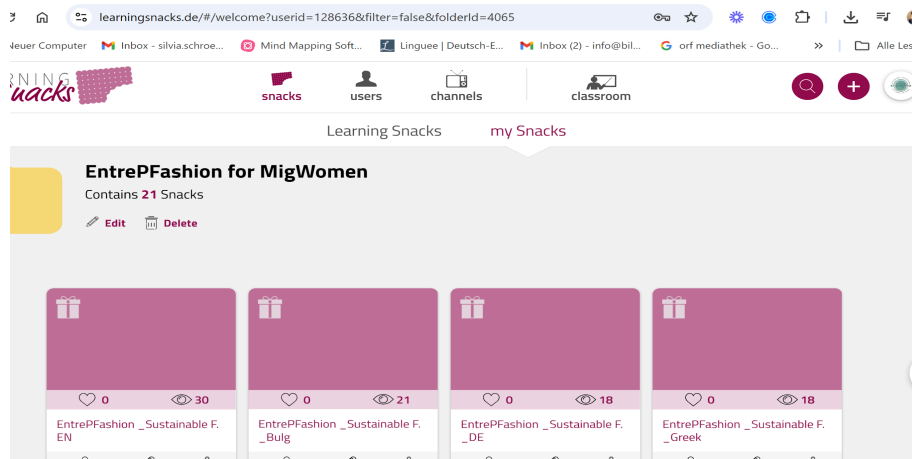 learningsnacks.de/#/welcome?userid=128636&filter=false&folderId=4065
Neuer Computer Inbox - silvia.schroe... Mind Mapping Soft... Linguee | Deutsch-E... Inbox (2) - info@bil... orf mediathek - Go... » Alle Les
RNING
snacks
snacks users channels classroom
Learning Snacks my Snacks
EntrePFashion for MigWomen
Contains 21 Snacks
Edit Delete
0 30 0 21 0 18 0 18
EntrePFashion _Sustainable F. EntrePFashion _Sustainable F. EntrePFashion _Sustainable F. EntrePFashion _Sustainable F.
EN _Bulg _DE _Greek